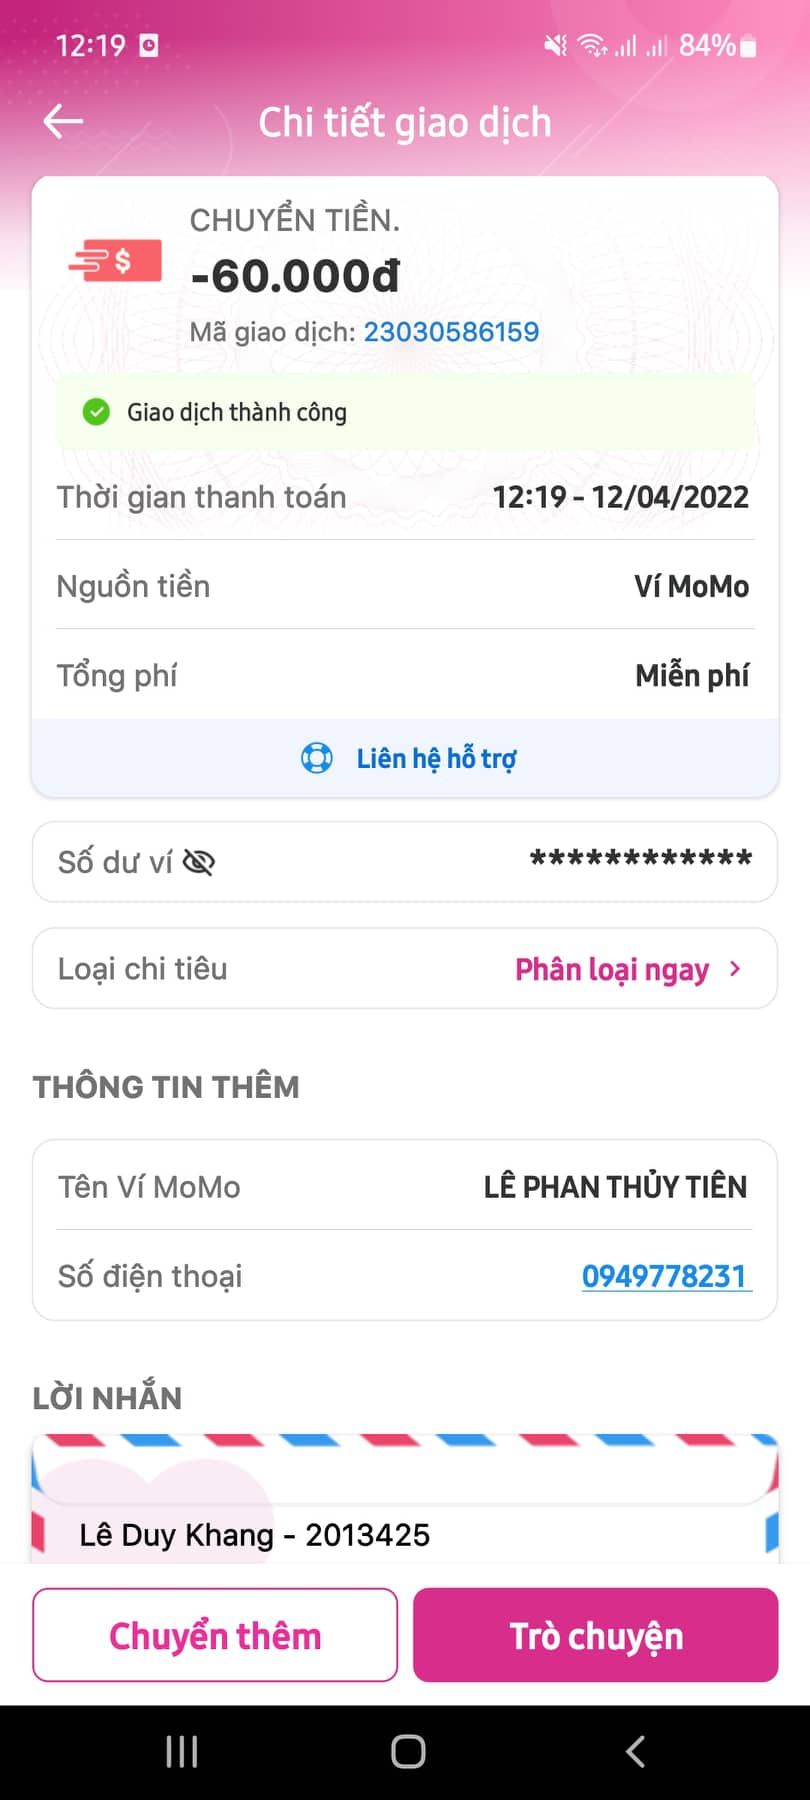 12:19 84%
Chi tiết giao dịch
CHUYỂN TIỀN.
$
-60.000đ
Mã giao dịch: 23030586159
Giao dịch thành công
Thời gian thanh toán 12:19 - 12/04/2022
Nguồn tiền Ví MoMo
Tổng phí Miễn phí
Liên hệ hỗ trợ
Số dư ví ************
Loại chi tiêu Phân loại ngay
THÔNG TIN THÊM
Tên Ví MoMo LÊ PHAN THỦY TIÊN
Số điện thoại 0949778231
LỜI NHẮN
Lê Duy Khang - 2013425
Chuyển thêm Trò chuyện